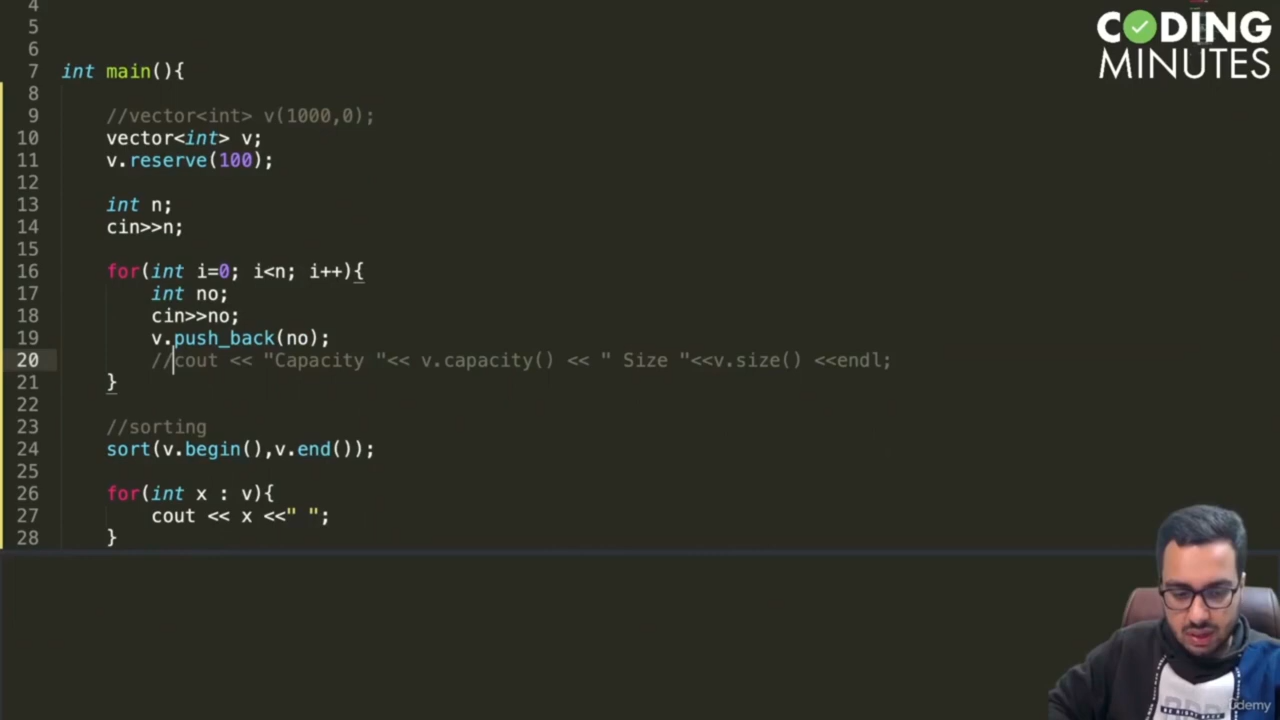 CODING
MINUTES
4
5
6
7 int main(){
8
9 //vector<int> v(1000,0);
10 vector<int> v;
11 v.reserve(100);
12
13 int n;
14 cin>>n;
15
16 for(int i=0; i<n; i++){
17 int no;
18 cin>>no;
19 v.push_back(no);
20 //cout << "Capacity "<< v.capacity() << " Size "<<v.size() <<endl;
21 }
22
23 //sorting
24 sort(v.begin(),v.end());
25
26 for(int x : v){
27 cout << x <<" ";
28 }
Udemy